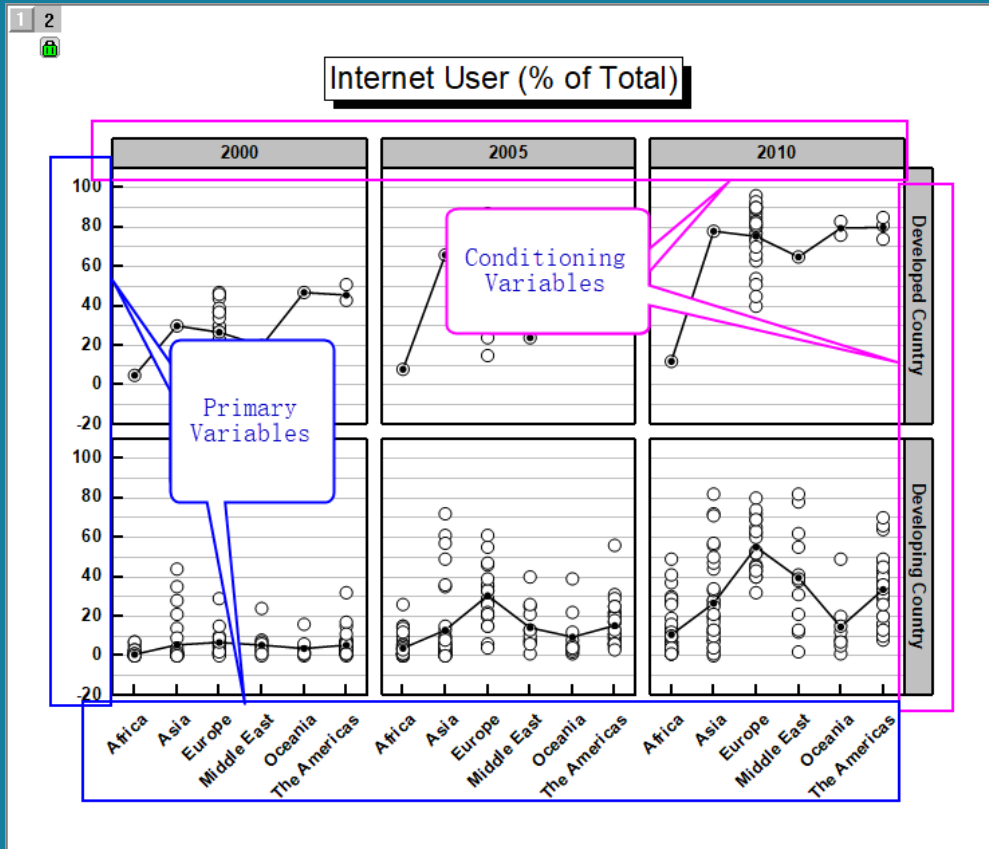 1 2
Internet User (% of Total)
2000 2005 2010
100
80
60
40
20
0
-20
Developed Country
Conditioning
Variables
Primary
Variables
100
80
60
40
20
0
-20
Developing Country
Africa Asia Europe Middle East Oceania The Americas Africa Asia Europe Middle East Oceania The Americas Africa Asia Europe Middle East Oceania The Americas